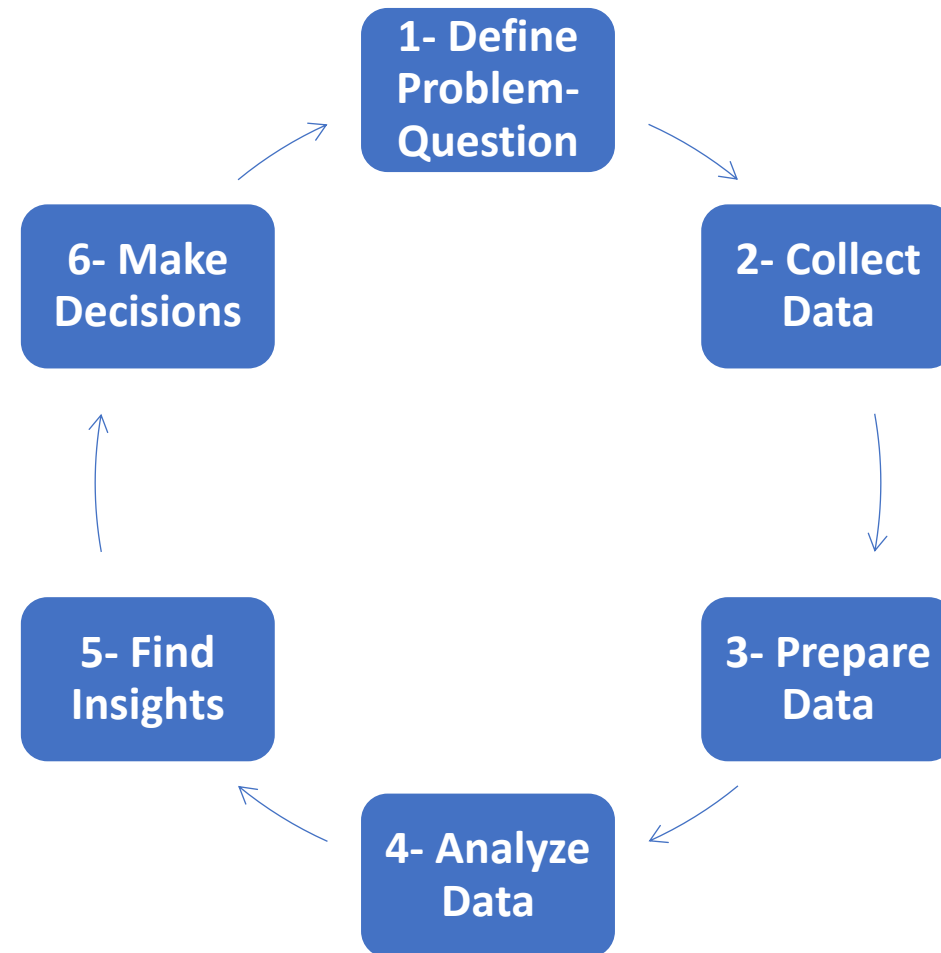 1- Define
Problem-
Question
2- Collect
Data
3- Prepare
Data
4- Analyze
Data
5- Find
Insights
6- Make
Decisions